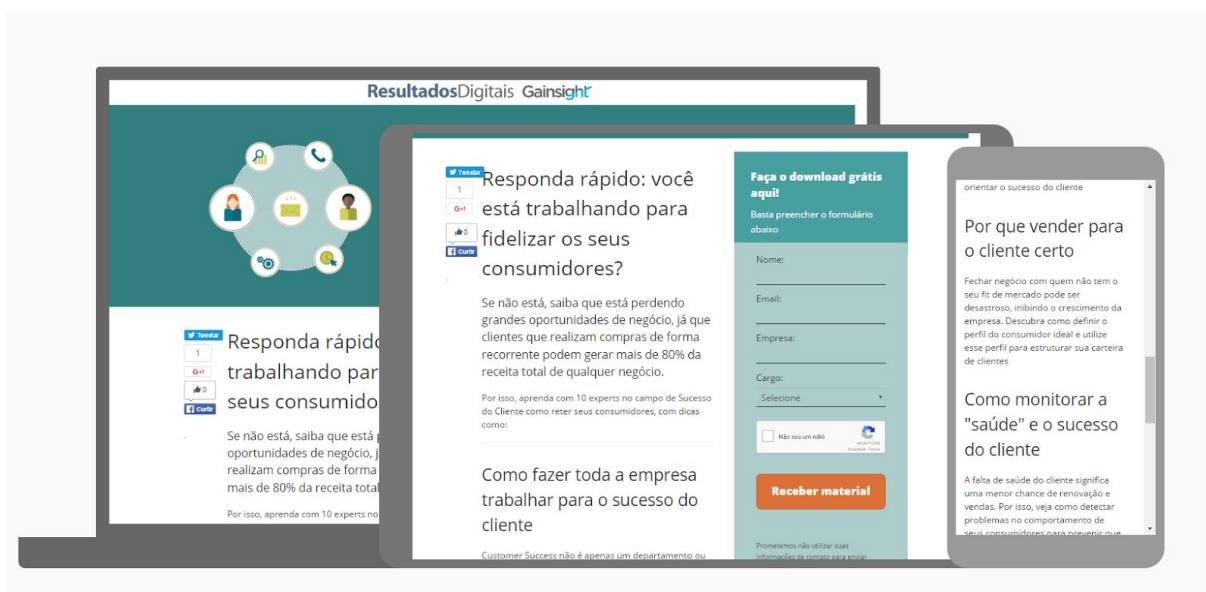 ResultadosDigitais Gainsight
Tweetar
1
G+1
0
Curtir
Responda rápido
trabalhando par
seus consumido
Se não está, saiba que está p
oportunidades de negócio, j
realizam compras de forma
mais de 80% da receita total
Por isso, aprenda com 10 experts no
Tweetar
1
G+1
0
Curtir
Responda rápido: você
está trabalhando para
fidelizar os seus
consumidores?
Se não está, saiba que está perdendo
grandes oportunidades de negócio, já que
clientes que realizam compras de forma
recorrente podem gerar mais de 80% da
receita total de qualquer negócio.
Por isso, aprenda com 10 experts no campo de Sucesso
do Cliente como reter seus consumidores, com dicas
como:
Como fazer toda a empresa
trabalhar para o sucesso do
cliente
Customer Success não é apenas um departamento ou
Faça o download grátis
aqui!
Basta preencher o formulário
abaixo
Nome:
Email:
Empresa:
Cargo:
Selecione
Não sou um robô
reCAPTCHA
Privacidade - Termos
Receber material
Prometemos não utilizar suas
informações de contato para enviar
orientar o sucesso do cliente
Por que vender para
o cliente certo
Fechar negócio com quem não tem o
seu fit de mercado pode ser
desastroso, inibindo o crescimento da
empresa. Descubra como definir o
perfil do consumidor ideal e utilize
esse perfil para estruturar sua carteira
de clientes
Como monitorar a
"saúde" e o sucesso
do cliente
A falta de saúde do cliente significa
uma menor chance de renovação e
vendas. Por isso, veja como detectar
problemas no comportamento de
seus consumidores para prevenir que